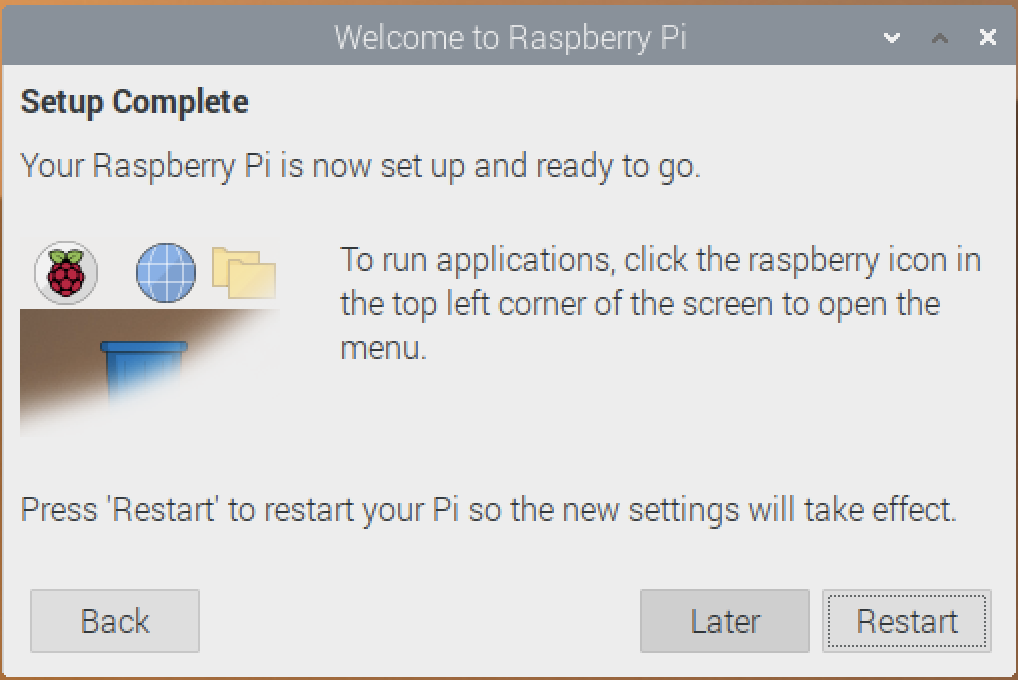 Welcome to Raspberry Pi
Setup Complete
Your Raspberry Pi is now set up and ready to go.
To run applications, click the raspberry icon in
the top left corner of the screen to open the
menu.
Press 'Restart' to restart your Pi so the new settings will take effect.
Back
Later
Restart